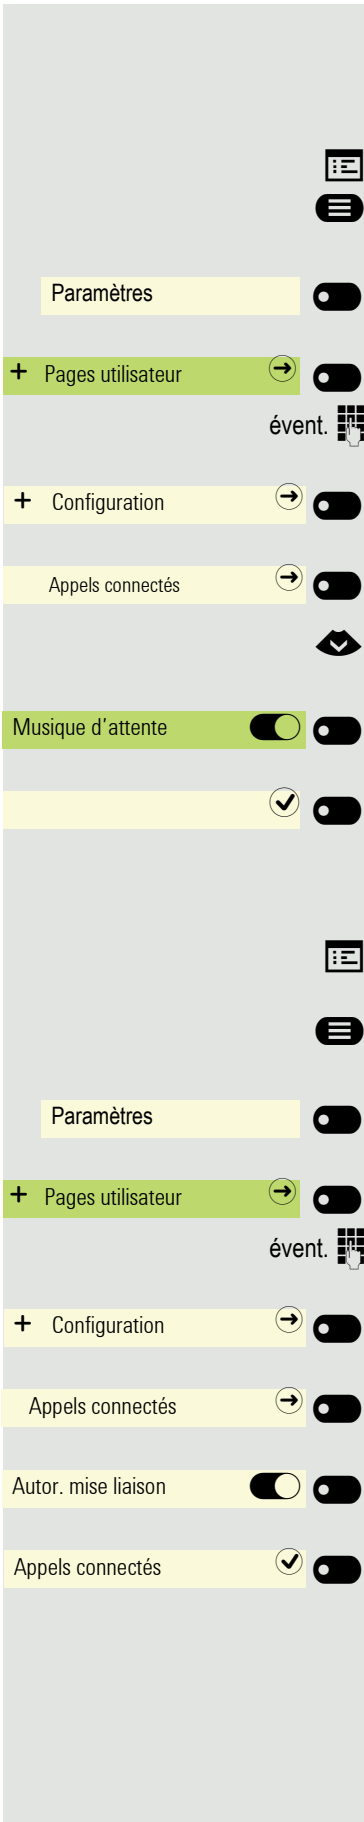 Paramètres
+ Pages utilisateur
évent.
+ Configuration
Appels connectés
Musique d'attente
Paramètres
+ Pages utilisateur
évent.
+ Configuration
Appels connectés
Autor. mise liaison
Appels connectés